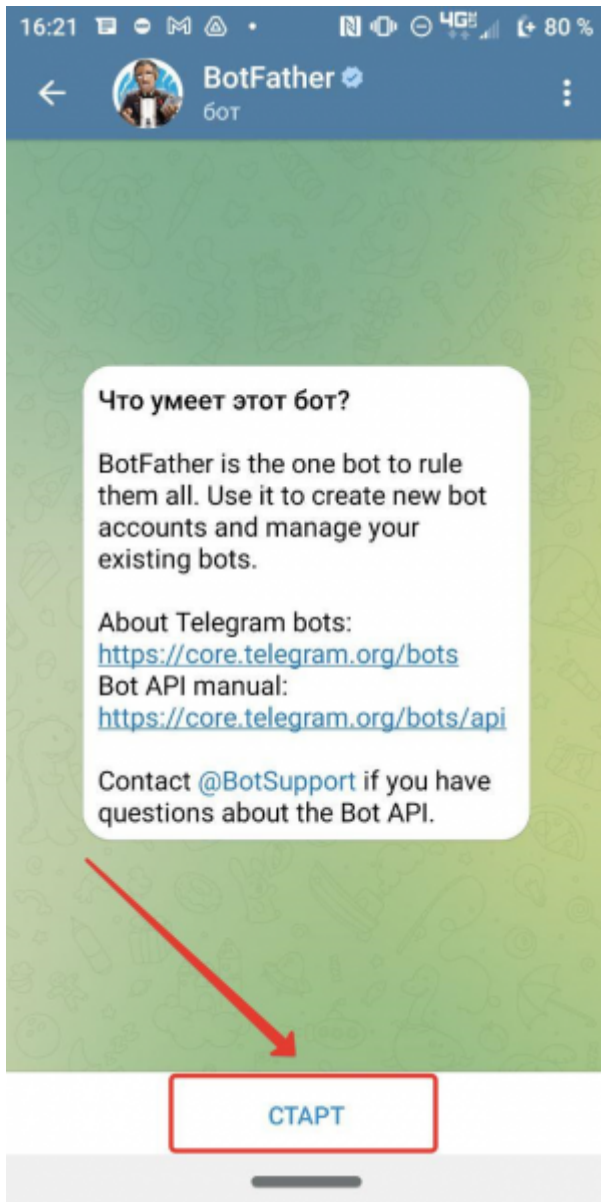 16:21 4G 80 %
BotFather
бот
Что умеет этот бот?
BotFather is the one bot to rule
them all. Use it to create new bot
accounts and manage your
existing bots.
About Telegram bots:
https://core.telegram.org/bots
Bot API manual:
https://core.telegram.org/bots/api
Contact @BotSupport if you have
questions about the Bot API.
СТАРТ